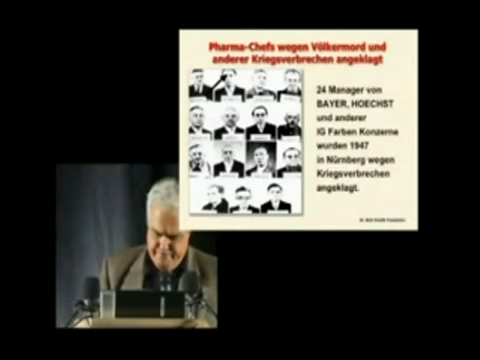 Pharma-Chefs wegen Völkermord und
anderer Kriegsverbrechen angeklagt
24 Manager von
BAYER, HOECHST
und anderer
IG Farben Konzerne
wurden 1947
in Nürnberg wegen
Kriegsverbrechen
angeklagt.